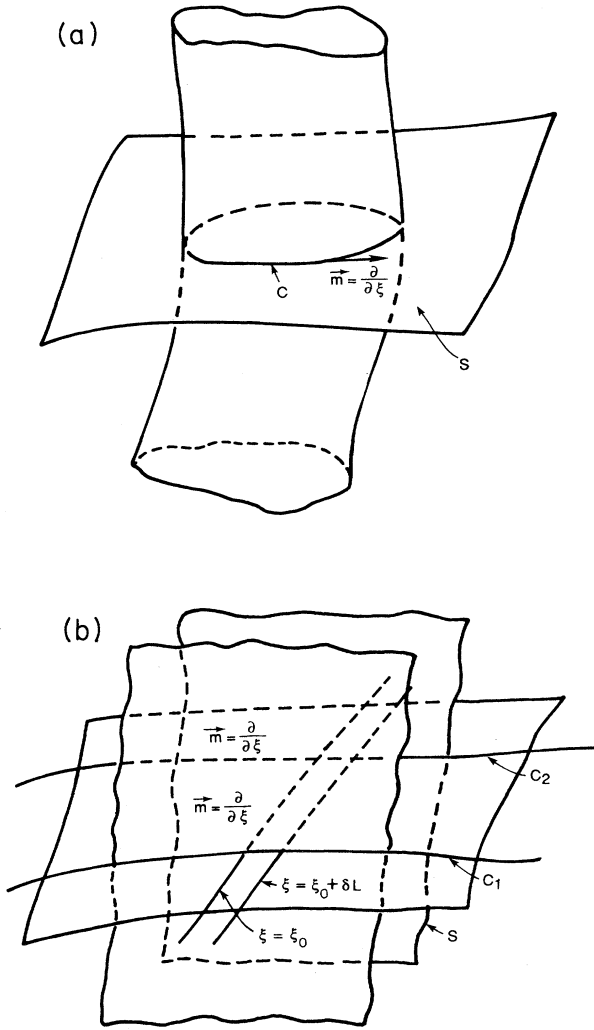 (a)
C
m⃗ = ∂/∂ξ
S
(b)
m⃗ = ∂/∂ξ
C₂
m⃗ = ∂/∂ξ
C₁
ξ = ξ₀ + δL
ξ = ξ₀
S